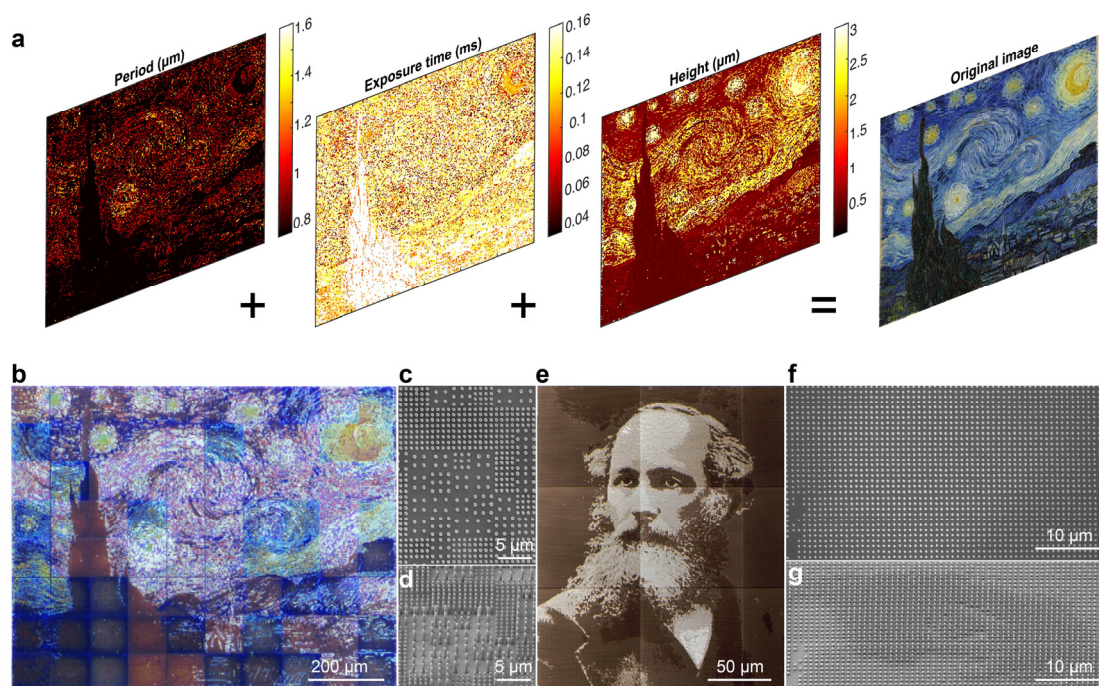 a
Period (µm)
1.6
1.4
1.2
1
0.8
Exposure time (ms)
0.16
0.14
0.12
0.1
0.08
0.06
0.04
Height (µm)
3
2.5
2
1.5
1
0.5
Original image
+
+
=
b
200 µm
c
5 µm
d
5 µm
e
50 µm
f
10 µm
g
10 µm